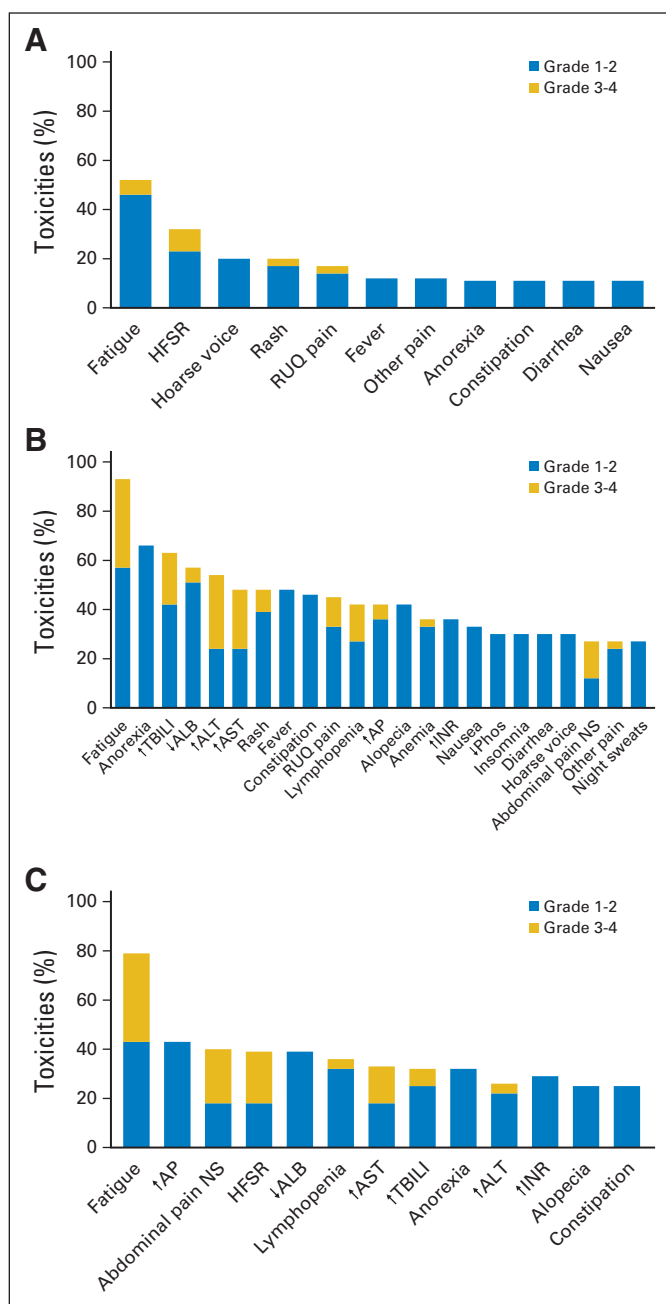 A
100
80
60
40
20
0
Toxicities (%)
Grade 1-2
Grade 3-4
Fatigue
HFSR
Hoarse voice
Rash
RUQ pain
Fever
Other pain
Anorexia
Constipation
Diarrhea
Nausea
B
100
80
60
40
20
0
Toxicities (%)
Grade 1-2
Grade 3-4
Fatigue
Anorexia
↑TBILI
↓ALB
↑ALT
↑AST
Rash
Fever
Constipation
RUQ pain
Lymphopenia
↑AP
Alopecia
Anemia
↑INR
Nausea
↓Phos
Insomnia
Diarrhea
Hoarse voice
Abdominal pain NS
Other pain
Night sweats
C
100
80
60
40
20
0
Toxicities (%)
Grade 1-2
Grade 3-4
Fatigue
↑AP
Abdominal pain NS
HFSR
↓ALB
Lymphopenia
↑AST
↑TBILI
Anorexia
↑ALT
↑INR
Alopecia
Constipation